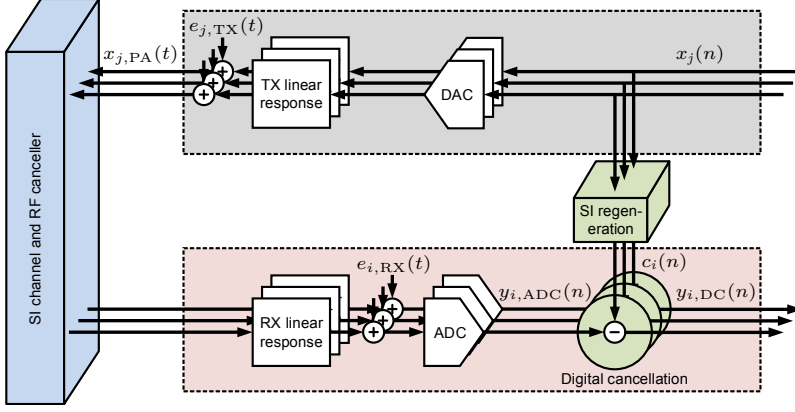 e_{j,TX}(t)
x_{j,PA}(t)
x_j(n)
TX linear
response
DAC
+
+
+
SI channel and RF canceller
SI regen-
eration
e_{i,RX}(t)
c_i(n)
y_{i,ADC}(n)
y_{i,DC}(n)
RX linear
response
+
+
+
ADC
−
Digital cancellation